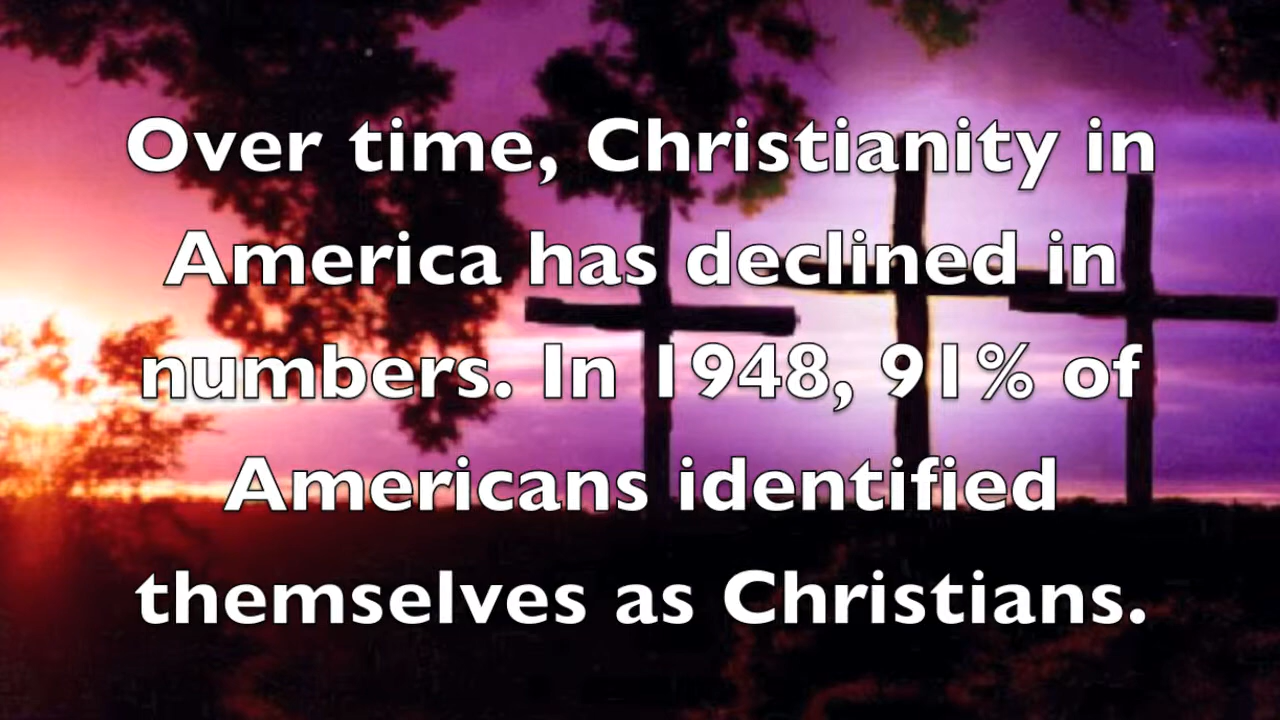 Over time, Christianity in
America has declined in
numbers. In 1948, 91% of
Americans identified
themselves as Christians.